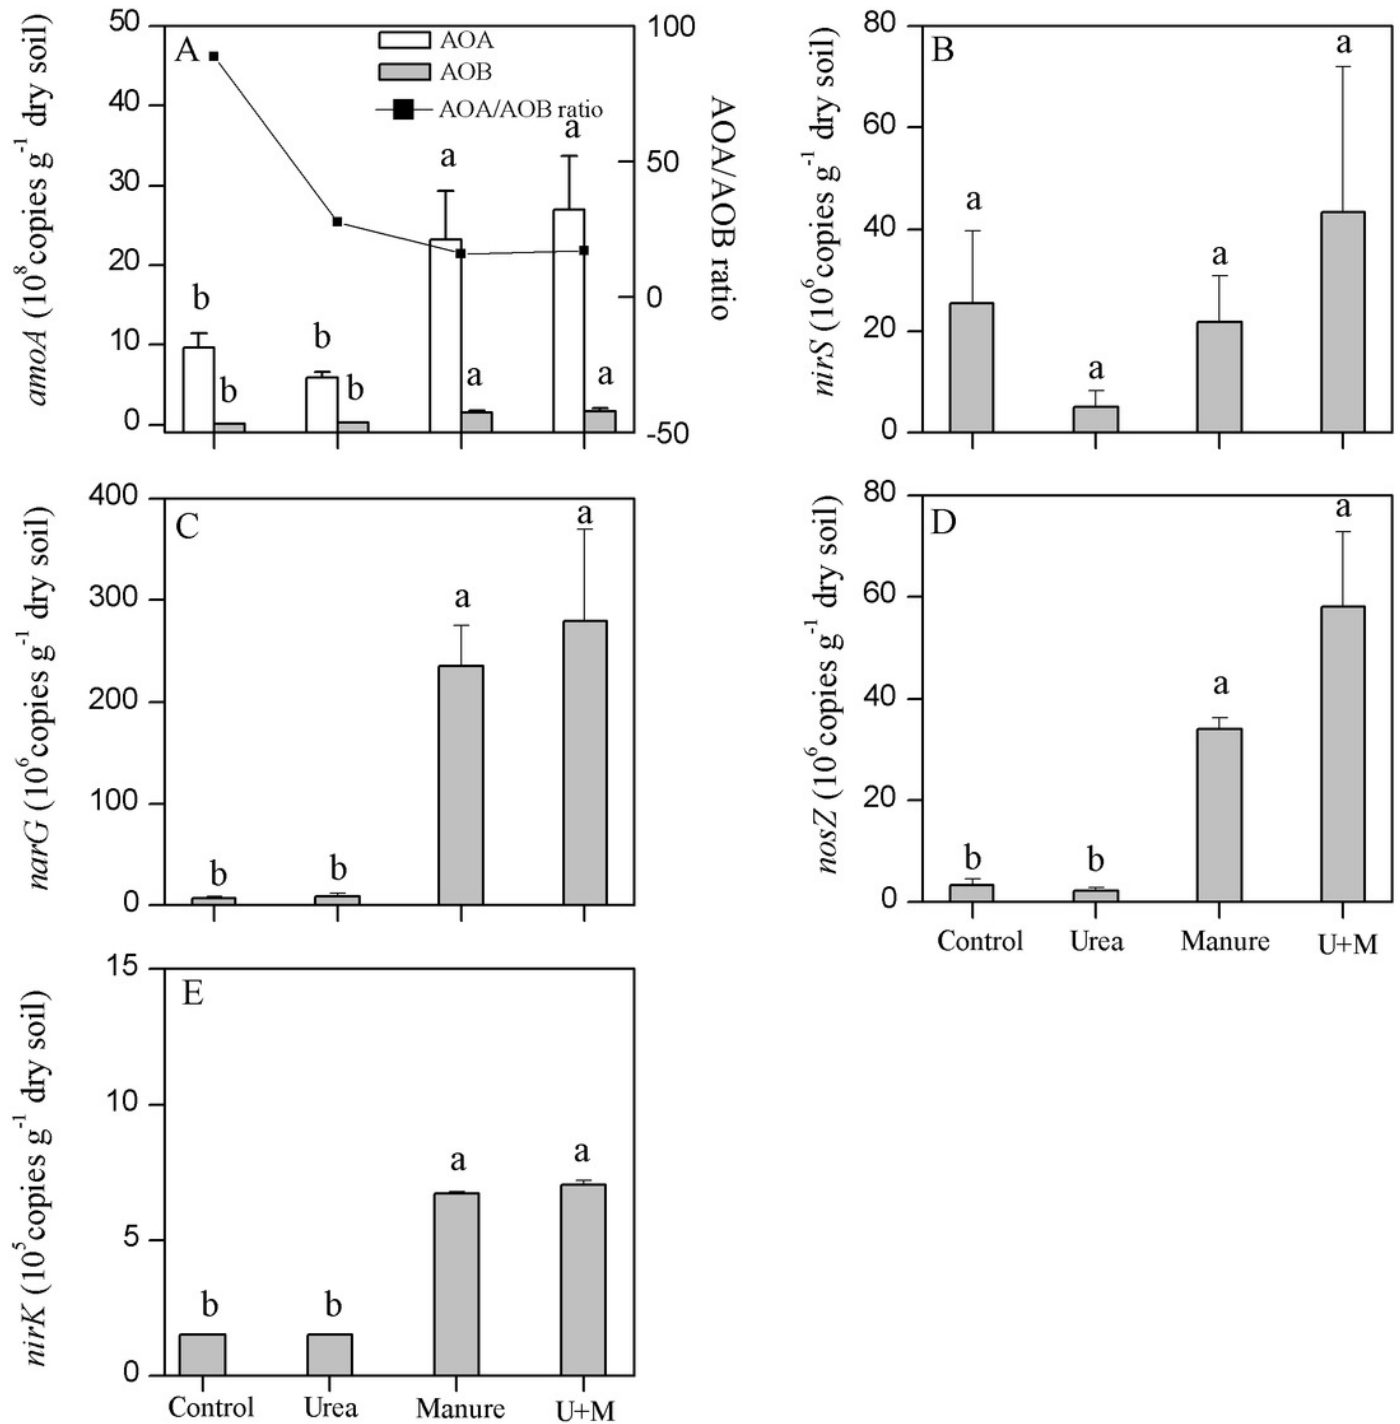 A
AOA
AOB
AOA/AOB ratio
50
40
30
20
10
0
amoA (10⁸copies g⁻¹ dry soil)
100
50
0
-50
AOA/AOB ratio
b
b
b
b
a
a
a
a
B
80
60
40
20
0
nirS (10⁶copies g⁻¹ dry soil)
a
a
a
a
C
400
300
200
100
0
narG (10⁶copies g⁻¹ dry soil)
b
b
a
a
D
80
60
40
20
0
nosZ (10⁶copies g⁻¹ dry soil)
b
b
a
a
Control Urea Manure U+M
E
15
10
5
0
nirK (10⁵copies g⁻¹ dry soil)
b
b
a
a
Control Urea Manure U+M